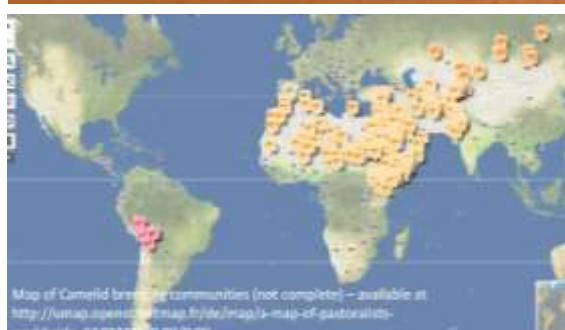 Map of Camelid breeding communities (not complete) – available at
http://umap.openstreetmap.fr/de/map/a-map-of-pastoralists-